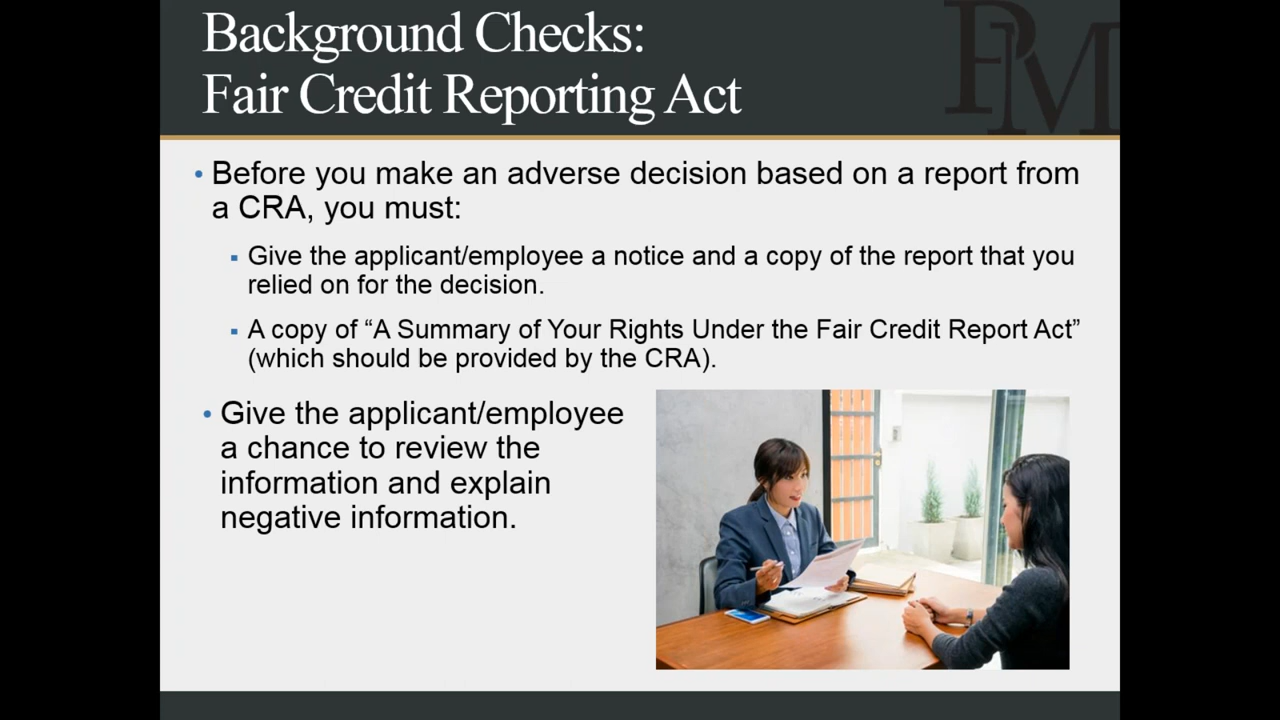 Background Checks:
Fair Credit Reporting Act
PM
• Before you make an adverse decision based on a report from
a CRA, you must:
▪ Give the applicant/employee a notice and a copy of the report that you
relied on for the decision.
▪ A copy of “A Summary of Your Rights Under the Fair Credit Report Act”
(which should be provided by the CRA).
• Give the applicant/employee
a chance to review the
information and explain
negative information.